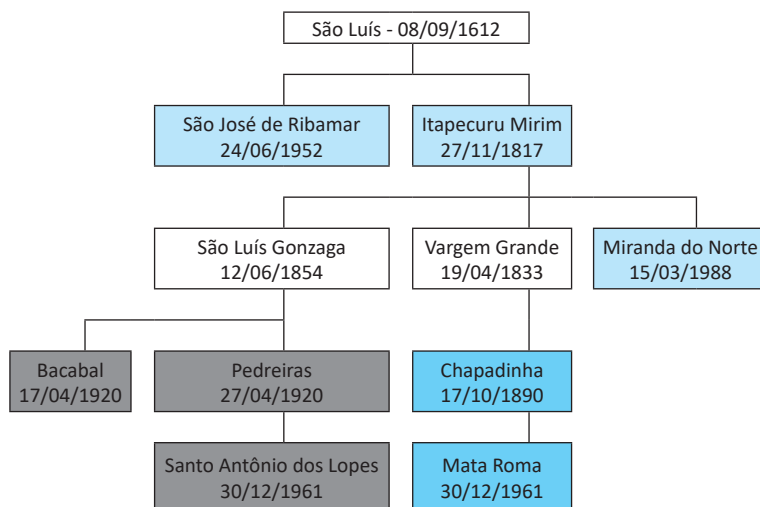 São Luís - 08/09/1612
São José de Ribamar
24/06/1952
Itapecuru Mirim
27/11/1817
São Luís Gonzaga
12/06/1854
Vargem Grande
19/04/1833
Miranda do Norte
15/03/1988
Bacabal
17/04/1920
Pedreiras
27/04/1920
Chapadinha
17/10/1890
Santo Antônio dos Lopes
30/12/1961
Mata Roma
30/12/1961